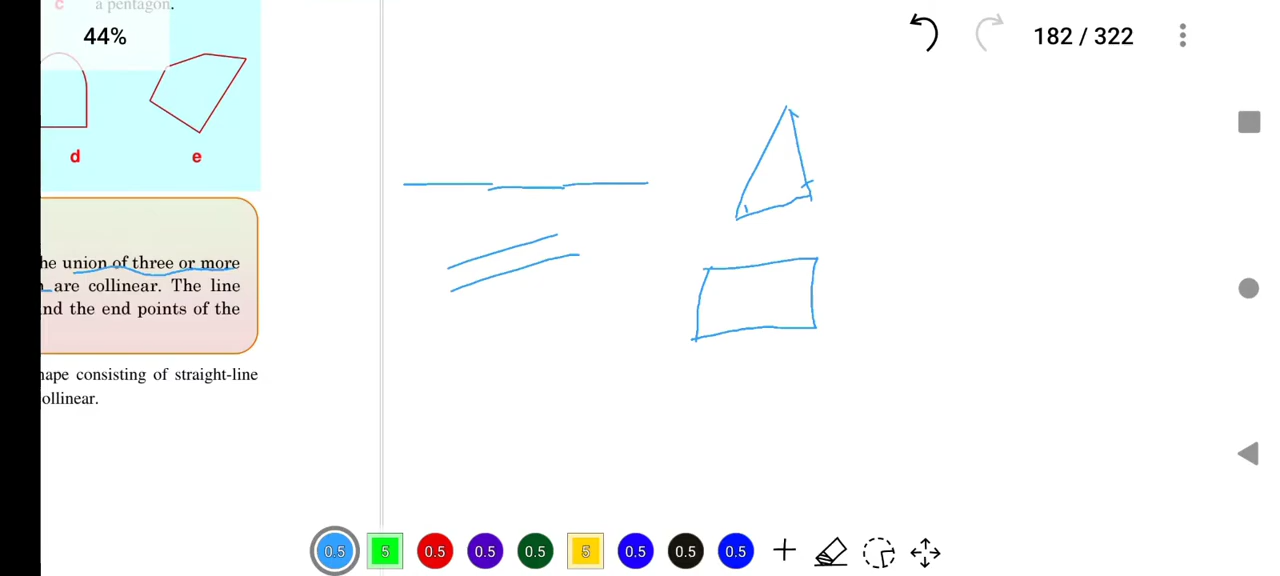 c a pentagon.
44%
182 / 322
d
e
he union of three or more
are collinear. The line
nd the end points of the
hape consisting of straight-line
ollinear.
0.5 5 0.5 0.5 0.5 5 0.5 0.5 0.5